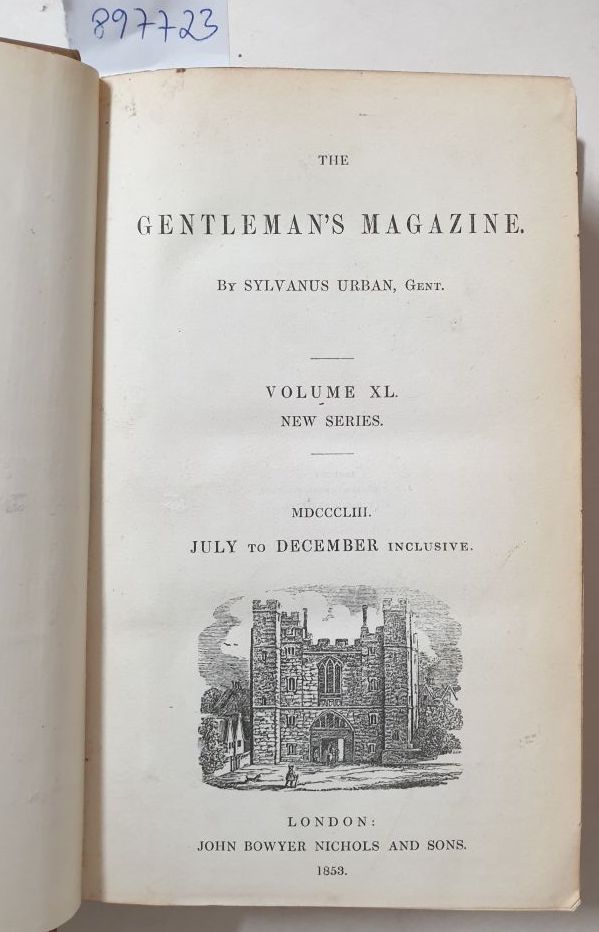 897723
THE
GENTLEMAN'S MAGAZINE.
By SYLVANUS URBAN, Gent.
VOLUME XL.
NEW SERIES.
MDCCCLIII.
JULY TO DECEMBER INCLUSIVE.
LONDON:
JOHN BOWYER NICHOLS AND SONS.
1853.